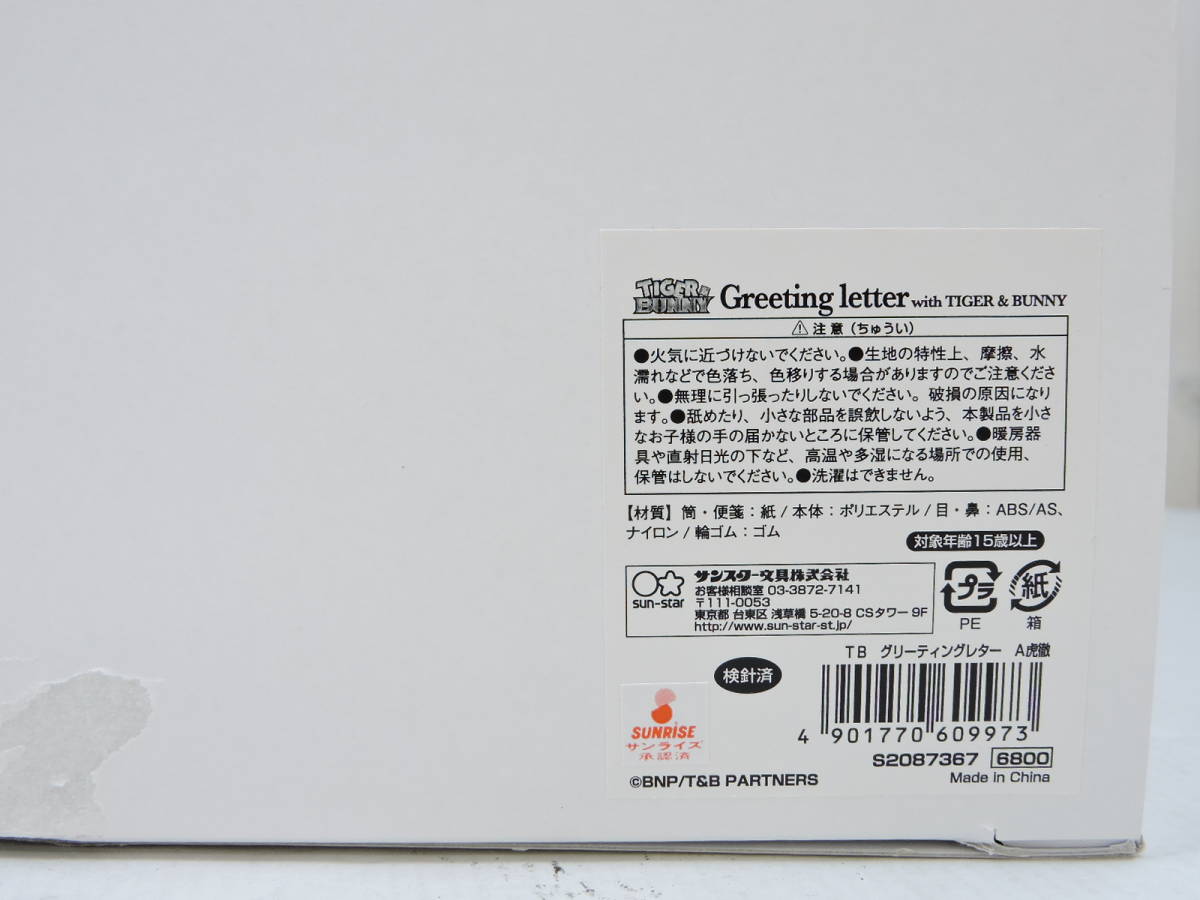 TIGER & BUNNY Greeting letter with TIGER & BUNNY
⚠ 注意（ちゅうい）
●火気に近づけないでください。●生地の特性上、摩擦、水
濡れなどで色落ち、色移りする場合がありますのでご注意くださ
い。●無理に引っ張ったりしないでください。破損の原因になり
ます。●舐めたり、小さな部品を誤飲しないよう、本製品を小さ
なお子様の手の届かないところに保管してください。●暖房器
具や直射日光の下など、高温や多湿になる場所での使用、
保管はしないでください。●洗濯はできません。
【材質】筒・便箋：紙/本体：ポリエステル/目・鼻：ABS/AS、
ナイロン/輪ゴム：ゴム
対象年齢15歳以上
sun-star
サンスター文具株式会社
お客様相談室 03-3872-7141
〒111-0053
東京都 台東区 浅草橋 5-20-8 CSタワー 9F
http://www.sun-star-st.jp/
プラ
PE
紙
箱
TB グリーティングレター A虎徹
検針済
SUNRISE
サンライズ
承認済
4 901770 609973
S2087367 6800
©BNP/T&B PARTNERS
Made in China